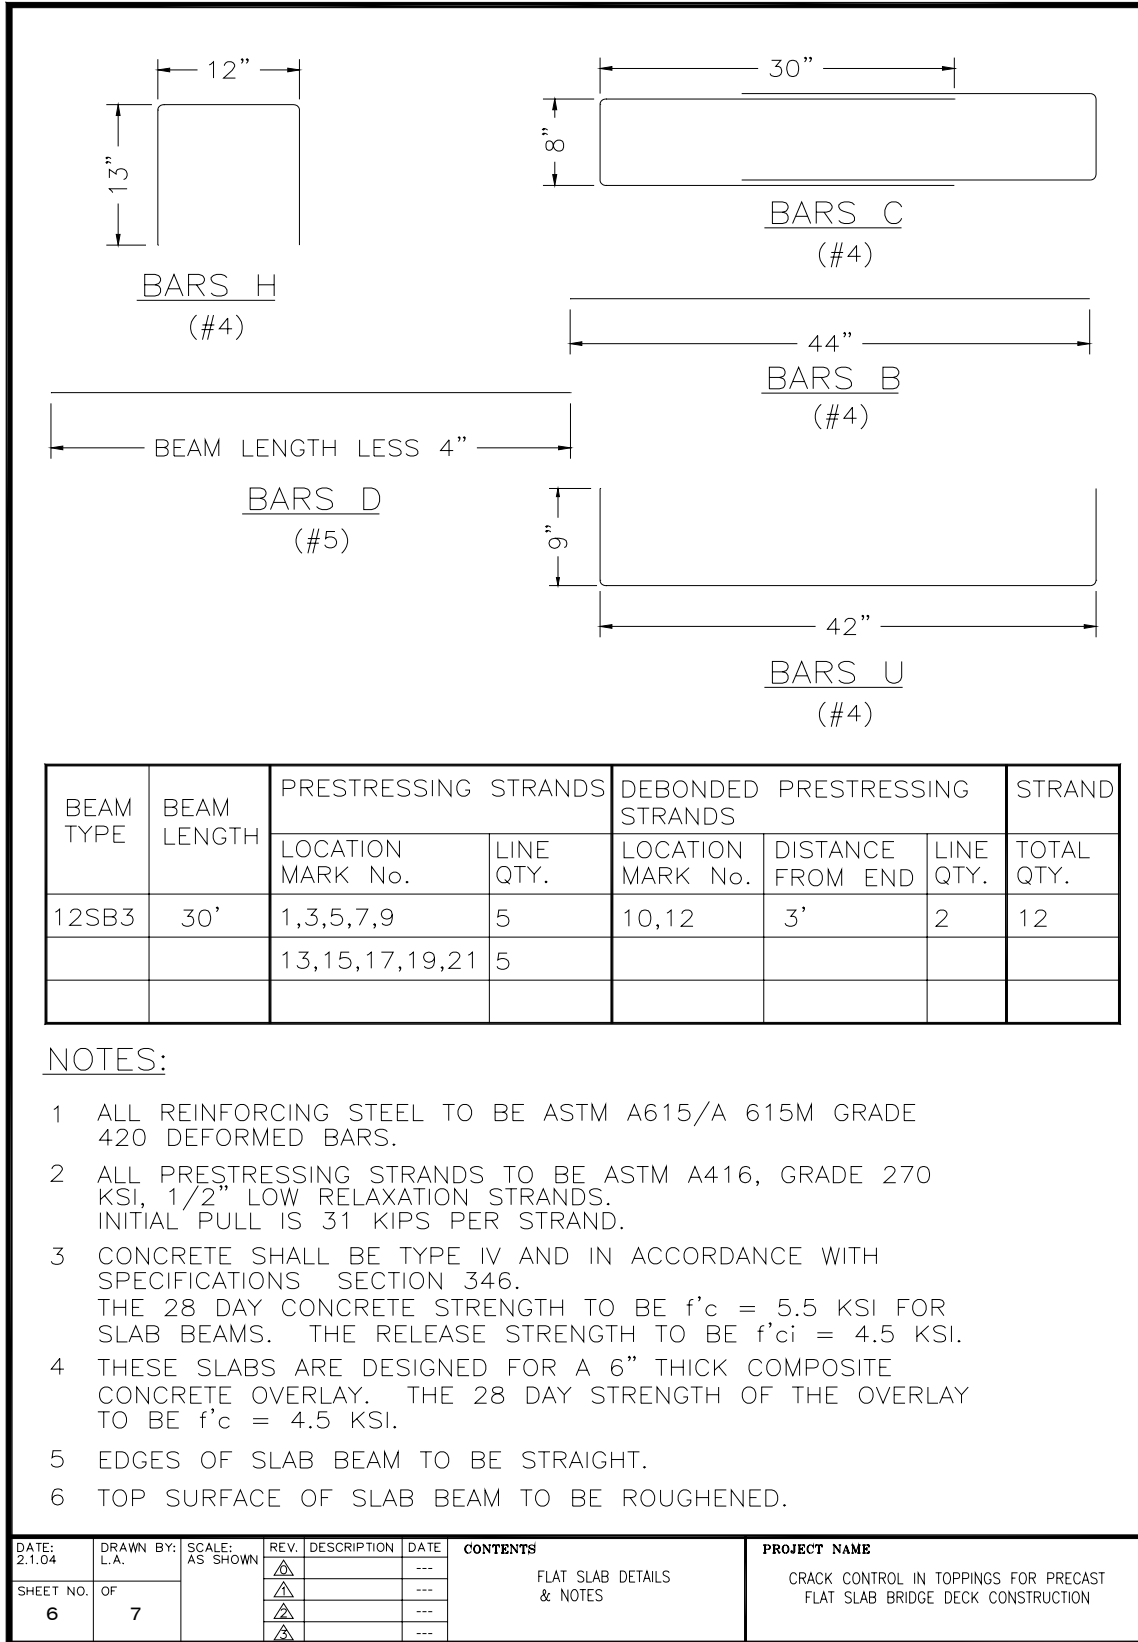 12"
13"
BARS H
(#4)
30"
8"
BARS C
(#4)
44"
BARS B
(#4)
BEAM LENGTH LESS 4"
BARS D
(#5)
9"
42"
BARS U
(#4)
BEAM TYPE
BEAM LENGTH
PRESTRESSING STRANDS
DEBONDED PRESTRESSING STRANDS
STRAND
LOCATION MARK No.
LINE QTY.
LOCATION MARK No.
DISTANCE FROM END
LINE QTY.
TOTAL QTY.
12SB3 30' 1,3,5,7,9 5 10,12 3' 2 12
13,15,17,19,21 5
NOTES:
1 ALL REINFORCING STEEL TO BE ASTM A615/A 615M GRADE
420 DEFORMED BARS.
2 ALL PRESTRESSING STRANDS TO BE ASTM A416, GRADE 270
KSI, 1/2" LOW RELAXATION STRANDS.
INITIAL PULL IS 31 KIPS PER STRAND.
3 CONCRETE SHALL BE TYPE IV AND IN ACCORDANCE WITH
SPECIFICATIONS SECTION 346.
THE 28 DAY CONCRETE STRENGTH TO BE f'c = 5.5 KSI FOR
SLAB BEAMS. THE RELEASE STRENGTH TO BE f'ci = 4.5 KSI.
4 THESE SLABS ARE DESIGNED FOR A 6" THICK COMPOSITE
CONCRETE OVERLAY. THE 28 DAY STRENGTH OF THE OVERLAY
TO BE f'c = 4.5 KSI.
5 EDGES OF SLAB BEAM TO BE STRAIGHT.
6 TOP SURFACE OF SLAB BEAM TO BE ROUGHENED.
DATE:
2.1.04
DRAWN BY:
L.A.
SCALE:
AS SHOWN
SHEET NO.
6
OF
7
REV. DESCRIPTION DATE
0 ---
1 ---
2 ---
3 ---
CONTENTS
FLAT SLAB DETAILS
& NOTES
PROJECT NAME
CRACK CONTROL IN TOPPINGS FOR PRECAST
FLAT SLAB BRIDGE DECK CONSTRUCTION